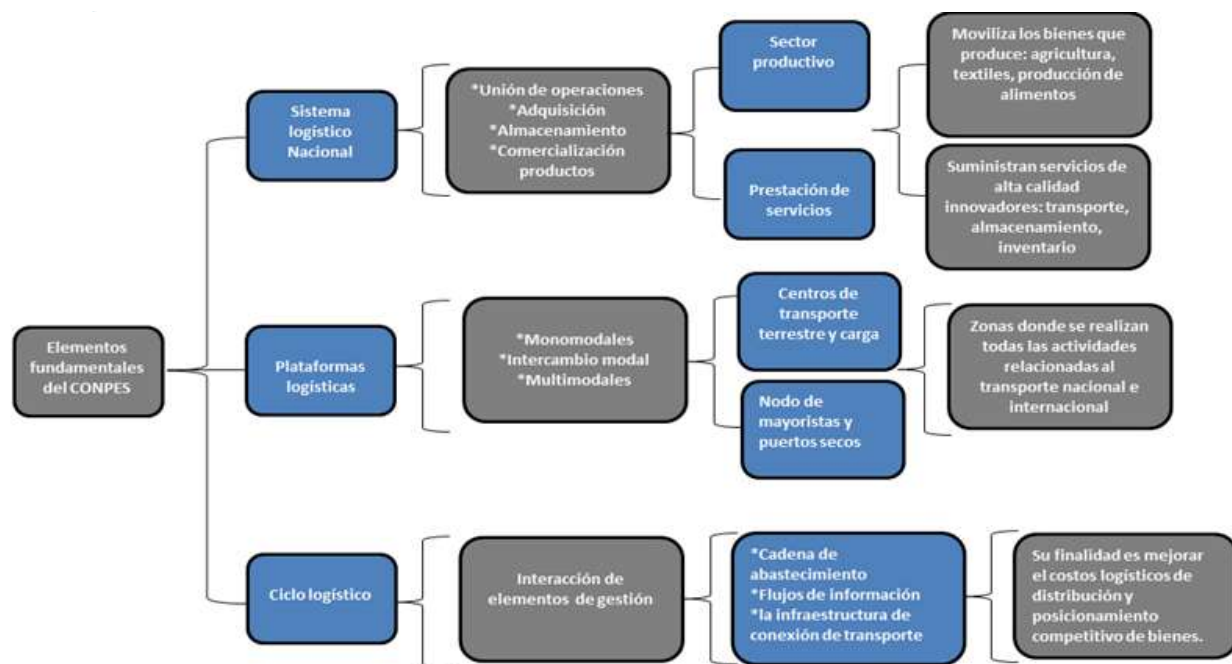 Elementos
fundamentales
del CONPES
Sistema
logístico
Nacional
*Unión de operaciones
*Adquisición
*Almacenamiento
*Comercialización
productos
Sector
productivo
Moviliza los bienes que
produce: agricultura,
textiles, producción de
alimentos
Prestación de
servicios
Suministran servicios de
alta calidad
innovadores: transporte,
almacenamiento,
inventario
Plataformas
logísticas
*Monomodales
*Intercambio modal
*Multimodales
Centros de
transporte
terrestre y carga
Nodo de
mayoristas y
puertos secos
Zonas donde se realizan
todas las actividades
relacionadas al
transporte nacional e
internacional
Ciclo logístico
Interacción de
elementos de gestión
*Cadena de
abastecimiento
*Flujos de información
*la infraestructura de
conexión de transporte
Su finalidad es mejorar
el costos logísticos de
distribución y
posicionamiento
competitivo de bienes.